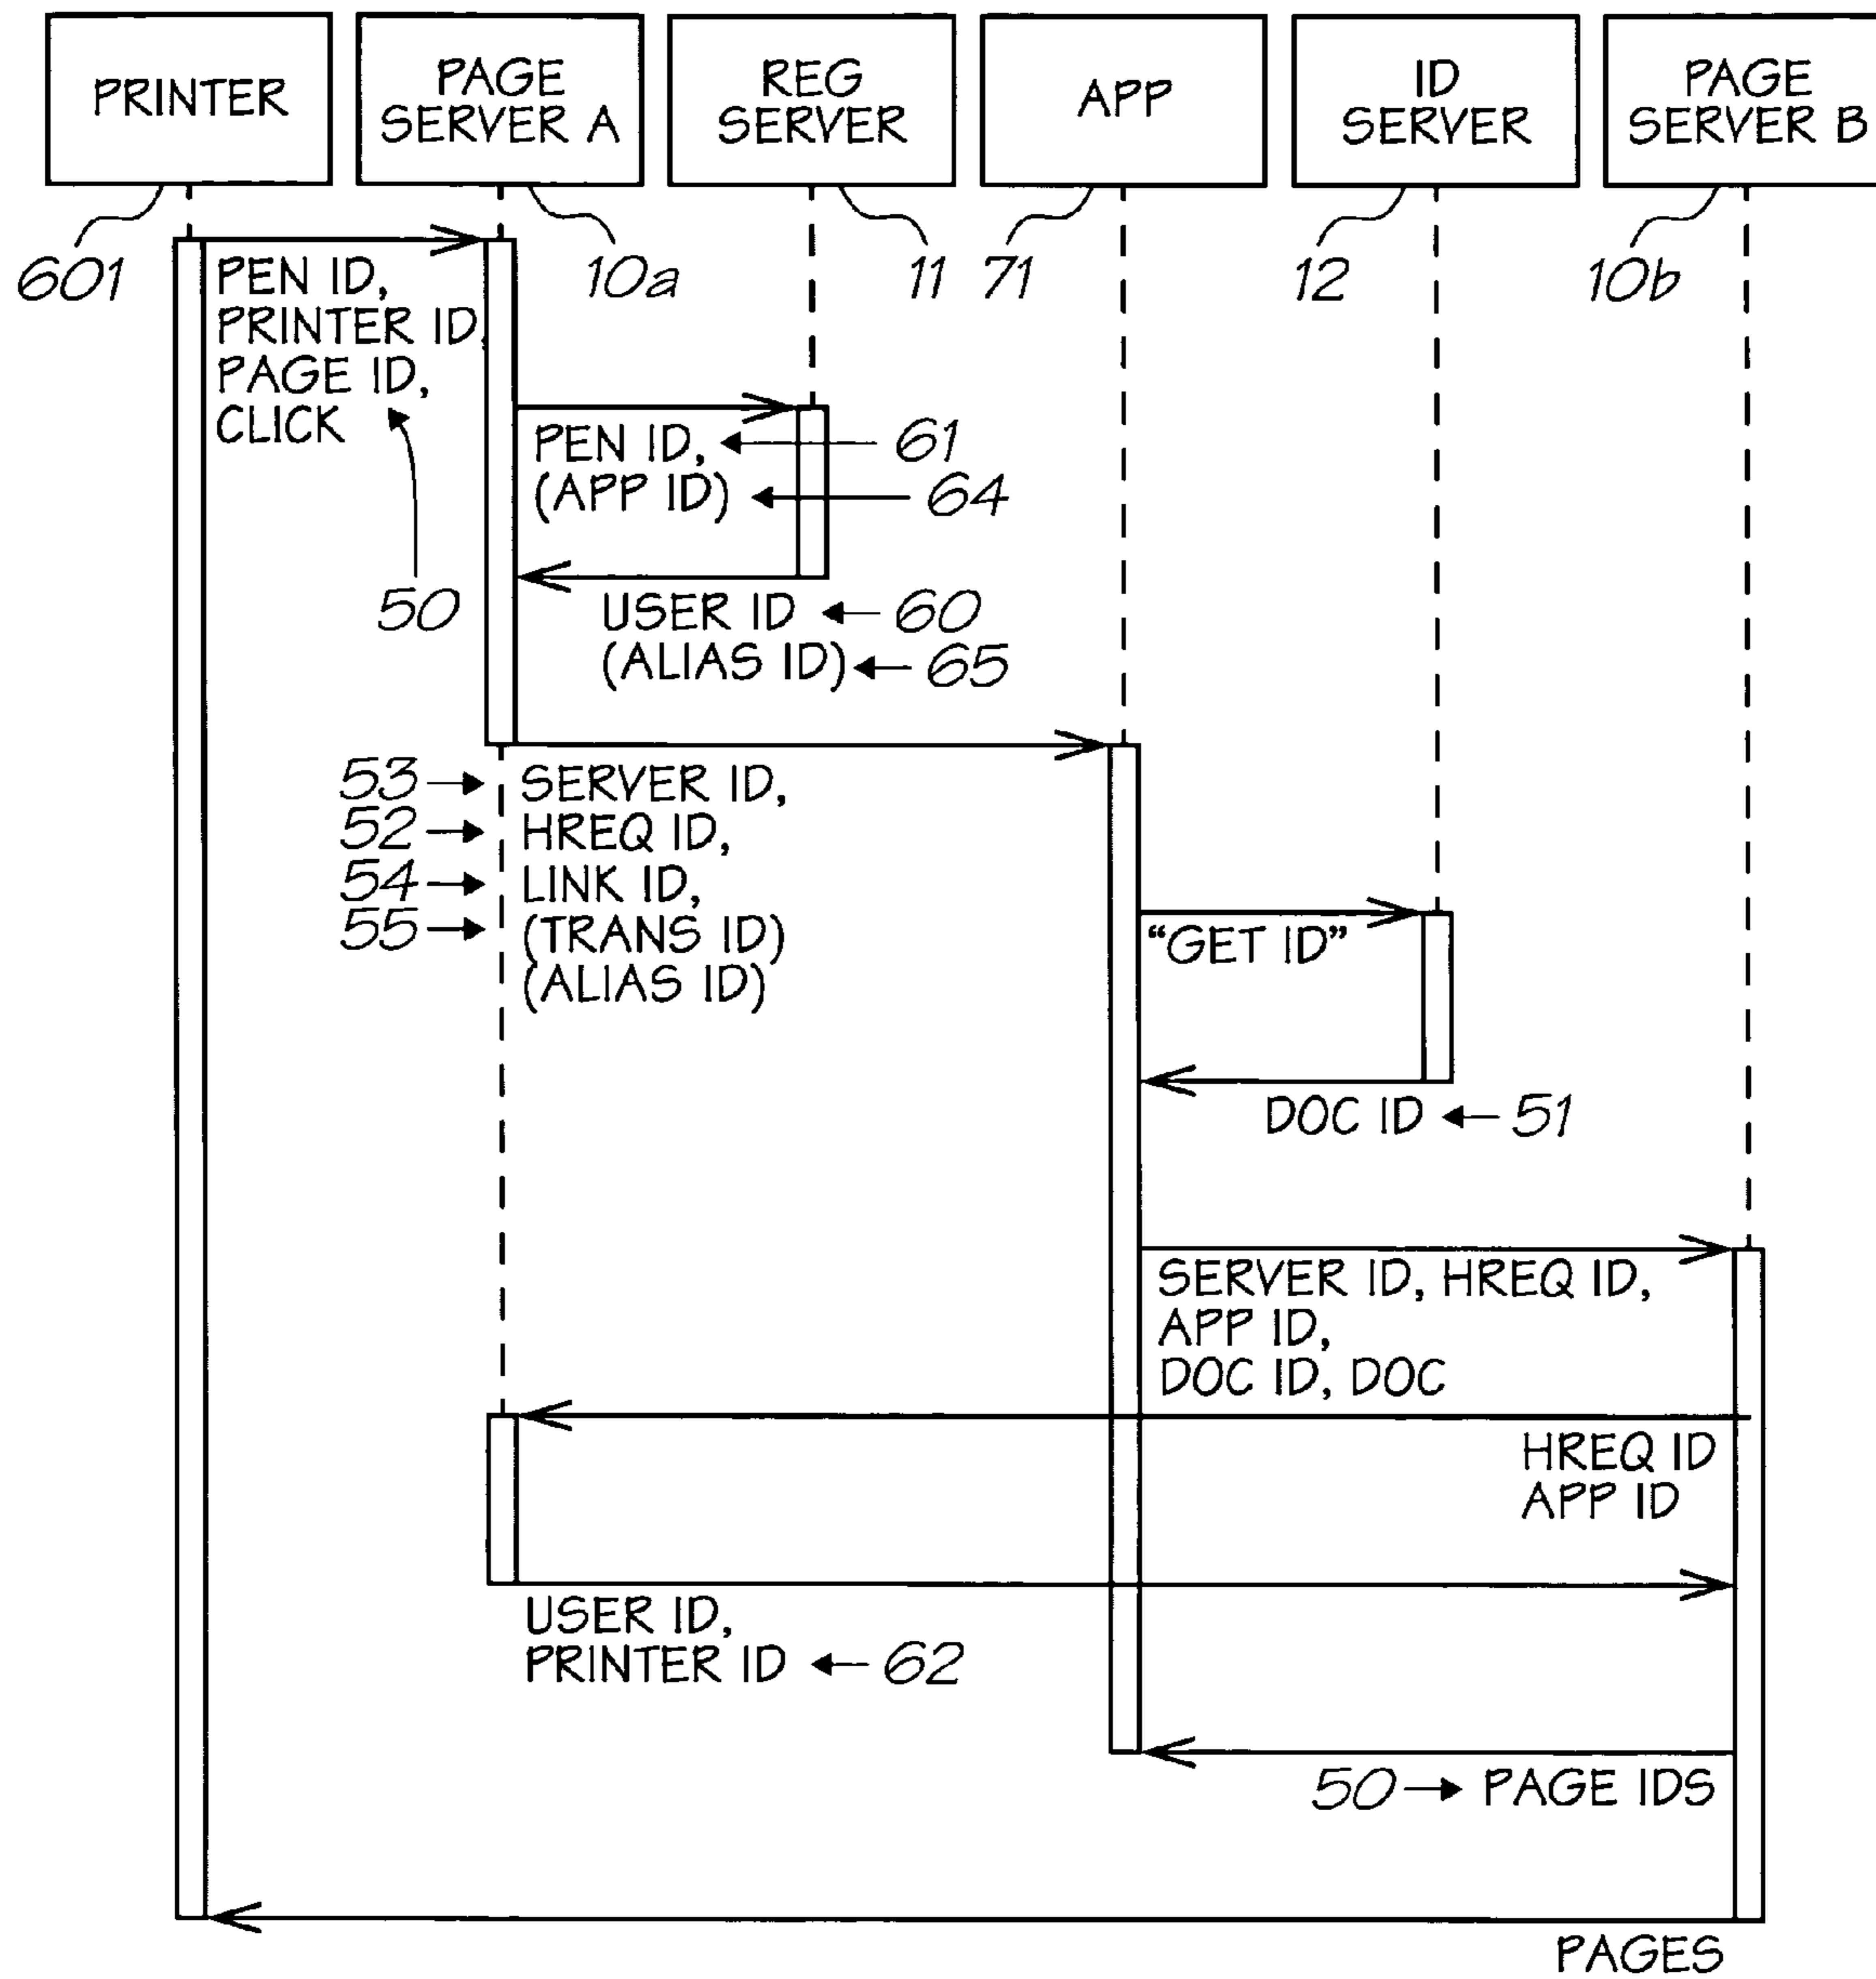 PRINTER
PAGE
SERVER A
REG
SERVER
APP
ID
SERVER
PAGE
SERVER B
601
10a
11
71
12
10b
PEN ID,
PRINTER ID
PAGE ID,
CLICK
50
PEN ID,
61
(APP ID)
64
USER ID
60
(ALIAS ID)
65
53
SERVER ID,
52
HREQ ID,
54
LINK ID,
55
(TRANS ID)
(ALIAS ID)
“GET ID”
DOC ID
51
SERVER ID, HREQ ID,
APP ID,
DOC ID, DOC
HREQ ID
APP ID
USER ID,
PRINTER ID
62
50
PAGE IDS
PAGES